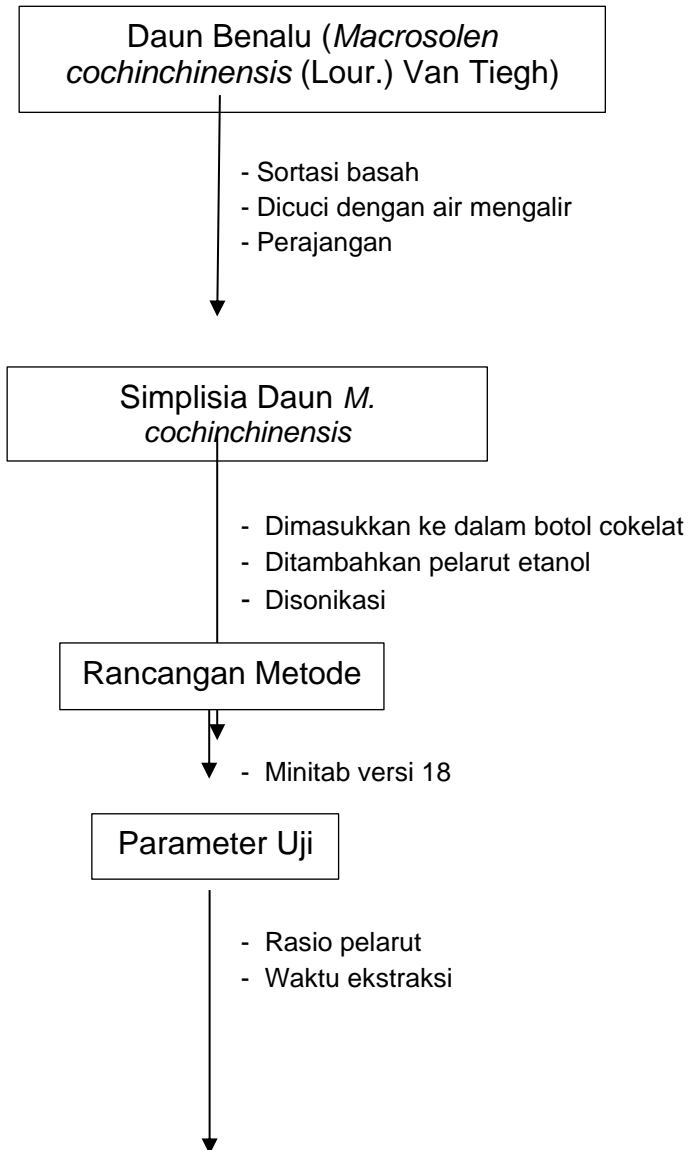 Daun Benalu (Macrosolen
cochinchinensis (Lour.) Van Tiegh)
- Sortasi basah
- Dicuci dengan air mengalir
- Perajangan
Simplisia Daun M.
cochinchinensis
- Dimasukkan ke dalam botol cokelat
- Ditambahkan pelarut etanol
- Disonikasi
Rancangan Metode
- Minitab versi 18
Parameter Uji
- Rasio pelarut
- Waktu ekstraksi